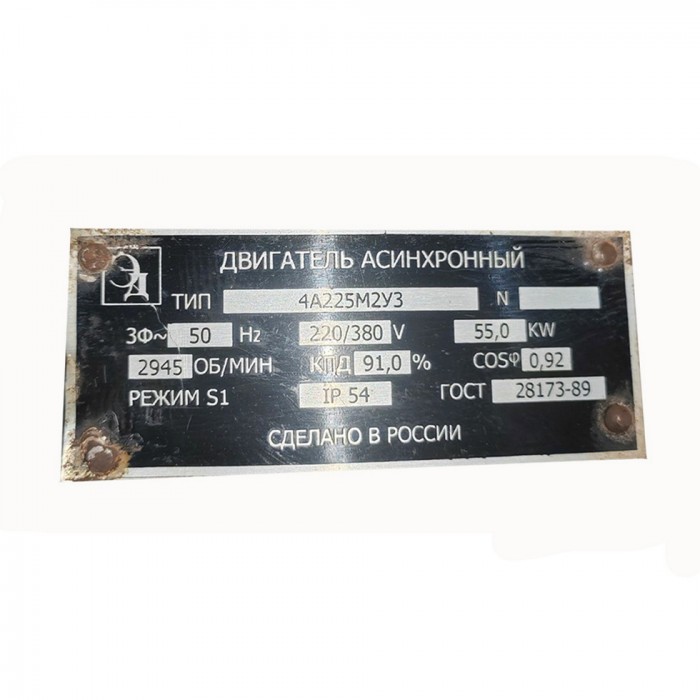 ЭД
ДВИГАТЕЛЬ АСИНХРОННЫЙ
ТИП 4А225М2У3 N
3Ф~ 50 Hz 220/380 V 55,0 KW
2945 ОБ/МИН КПД 91,0 % COSφ 0,92
РЕЖИМ S1 IP 54 ГОСТ 28173-89
СДЕЛАНО В РОССИИ